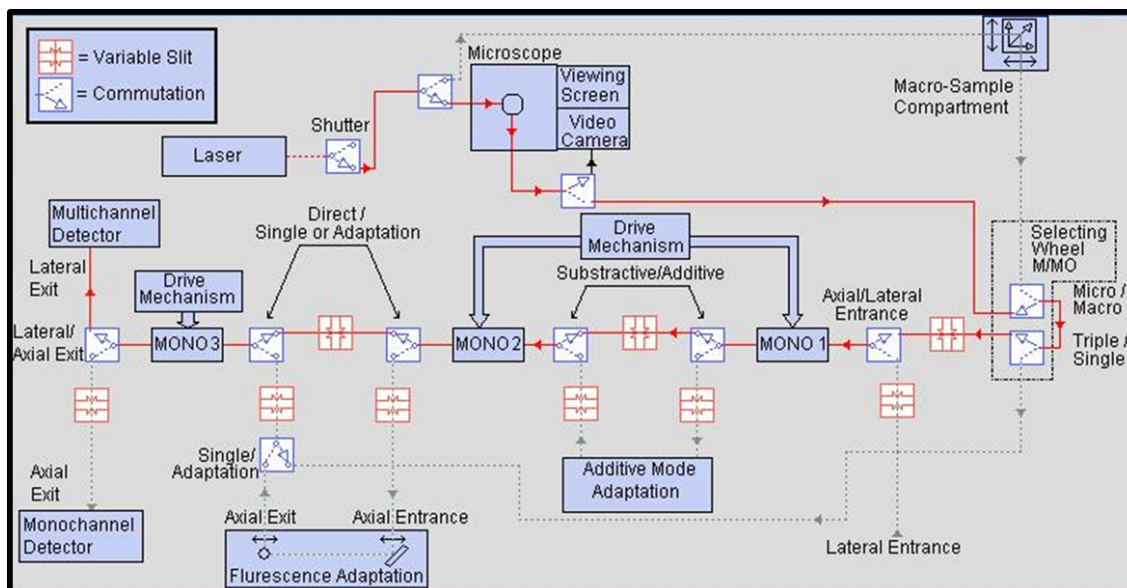 = Variable Slit
= Commutation
Microscope
Viewing
Screen
Video
Camera
Macro-Sample
Compartment
Shutter
Laser
Multichannel
Detector
Direct /
Single or Adaptation
Drive
Mechanism
Selecting
Wheel
M/MO
Lateral
Exit
Drive
Mechanism
Substractive/Additive
Axial/Lateral
Entrance
Micro /
Macro
Lateral/
Axial Exit
MONO 3
MONO 2
MONO 1
Triple /
Single
Single/
Adaptation
Additive Mode
Adaptation
Axial
Exit
Monochannel
Detector
Axial Exit
Axial Entrance
Lateral Entrance
Flurescence Adaptation